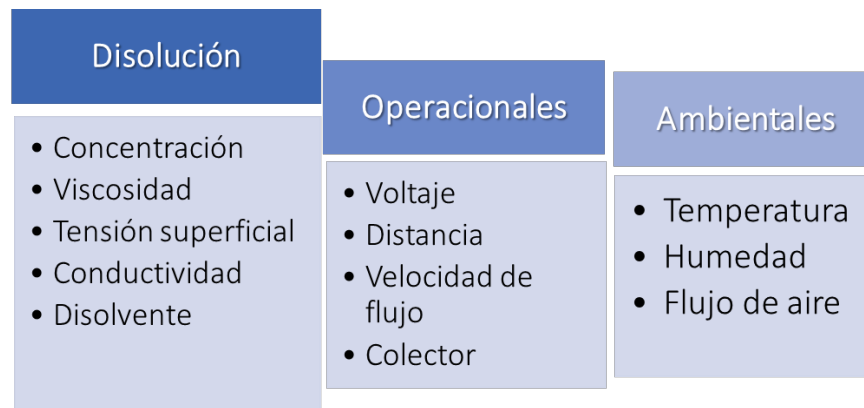 Disolución
• Concentración
• Viscosidad
• Tensión superficial
• Conductividad
• Disolvente
Operacionales
• Voltaje
• Distancia
• Velocidad de
flujo
• Colector
Ambientales
• Temperatura
• Humedad
• Flujo de aire